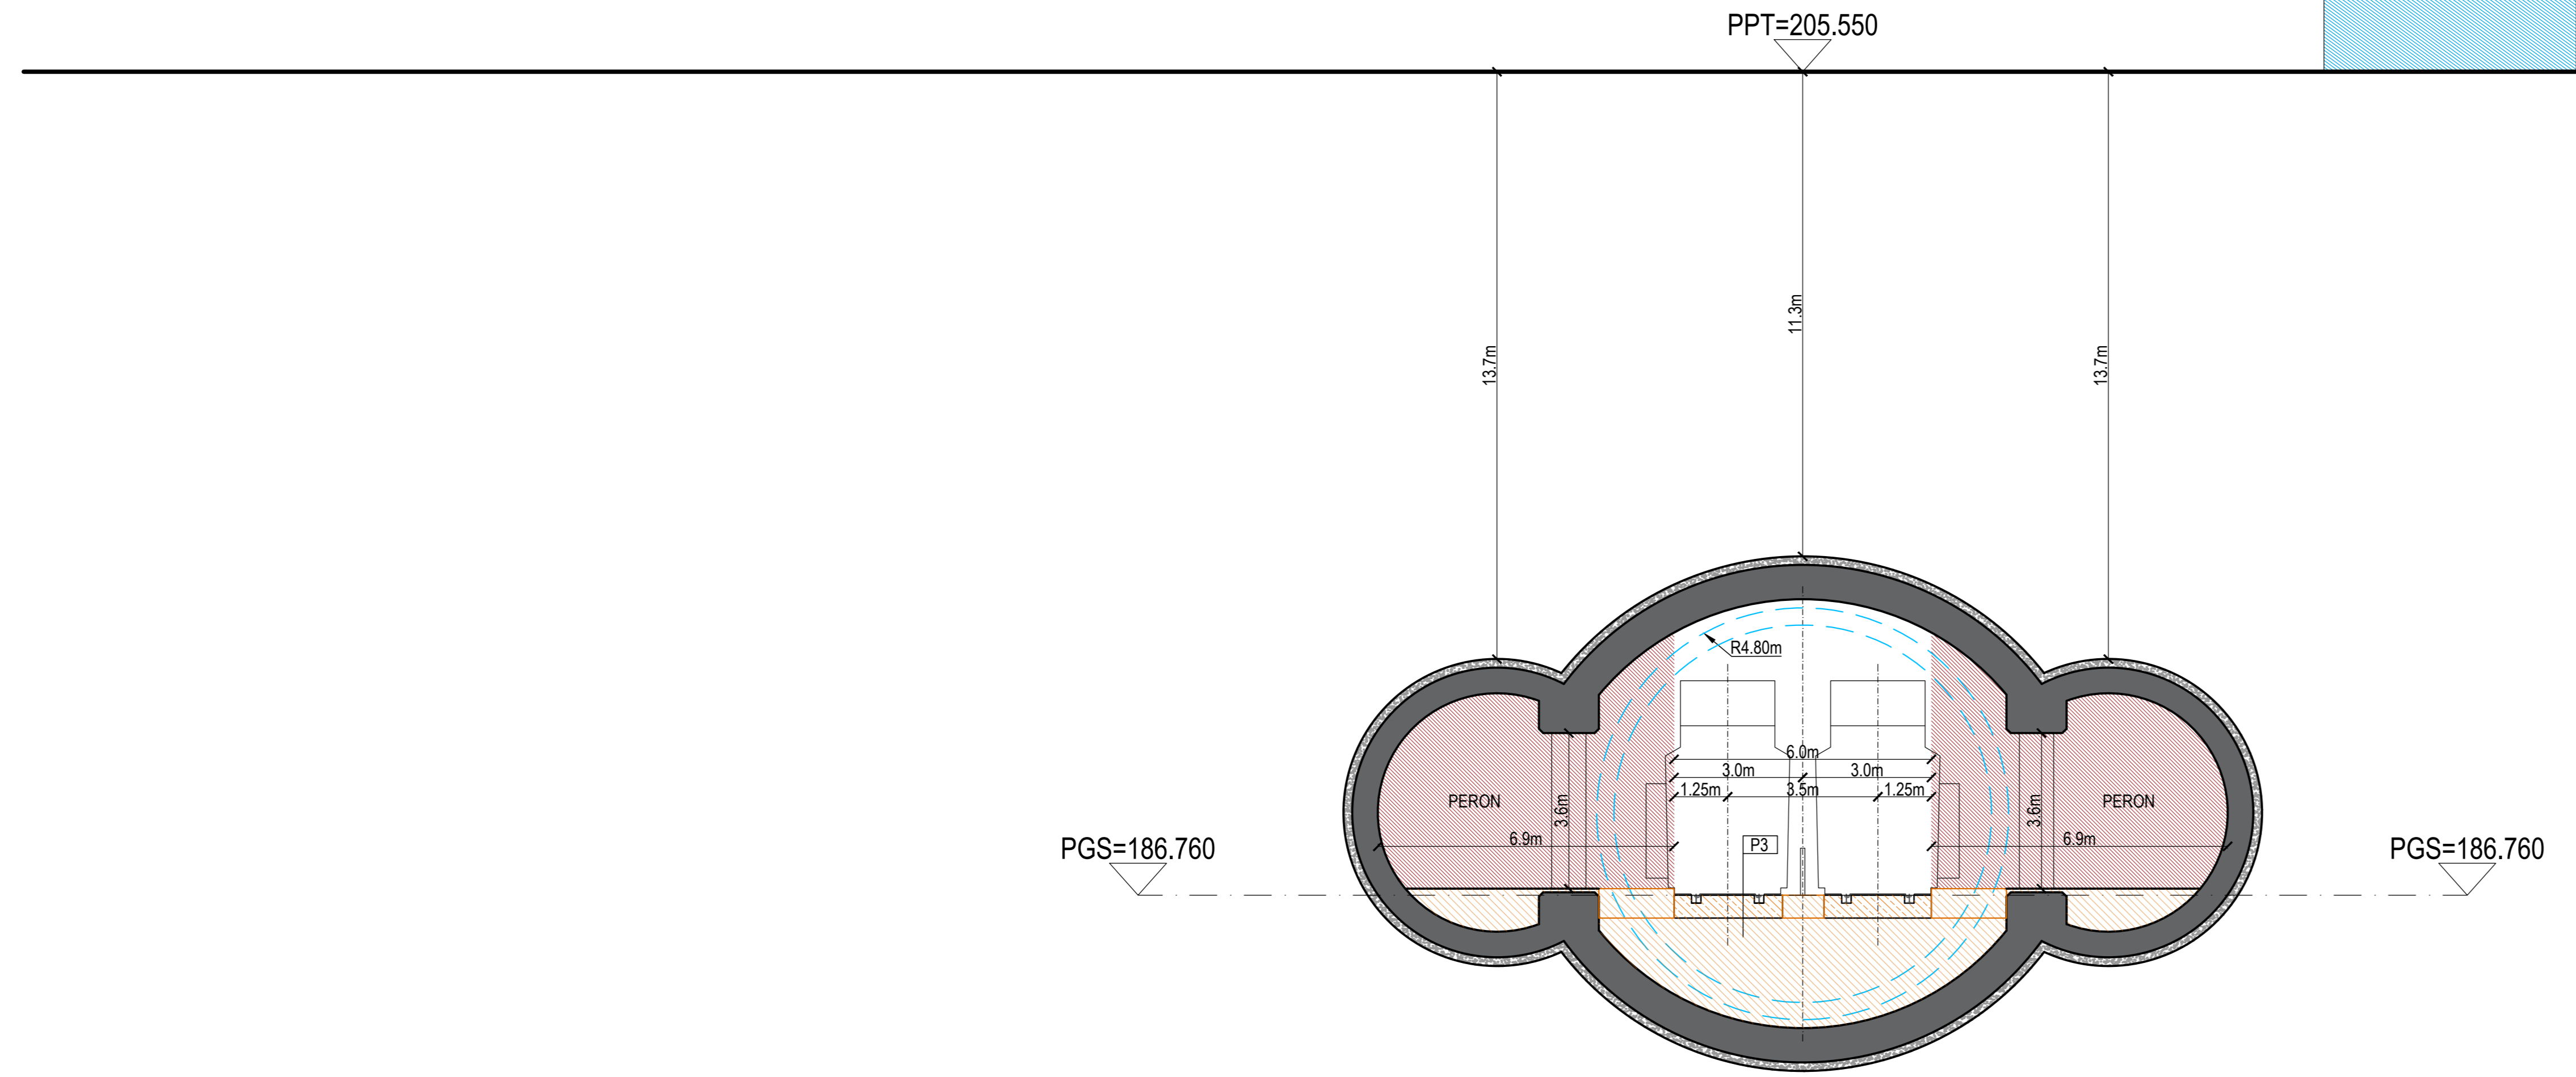 PPT=205.550
11.3m
13.7m
13.7m
R4.80m
6.0m
3.0m
3.0m
1.25m
3.5m
1.25m
PERON
3.6m
3.6m
PERON
6.9m
P3
6.9m
PGS=186.760
PGS=186.760